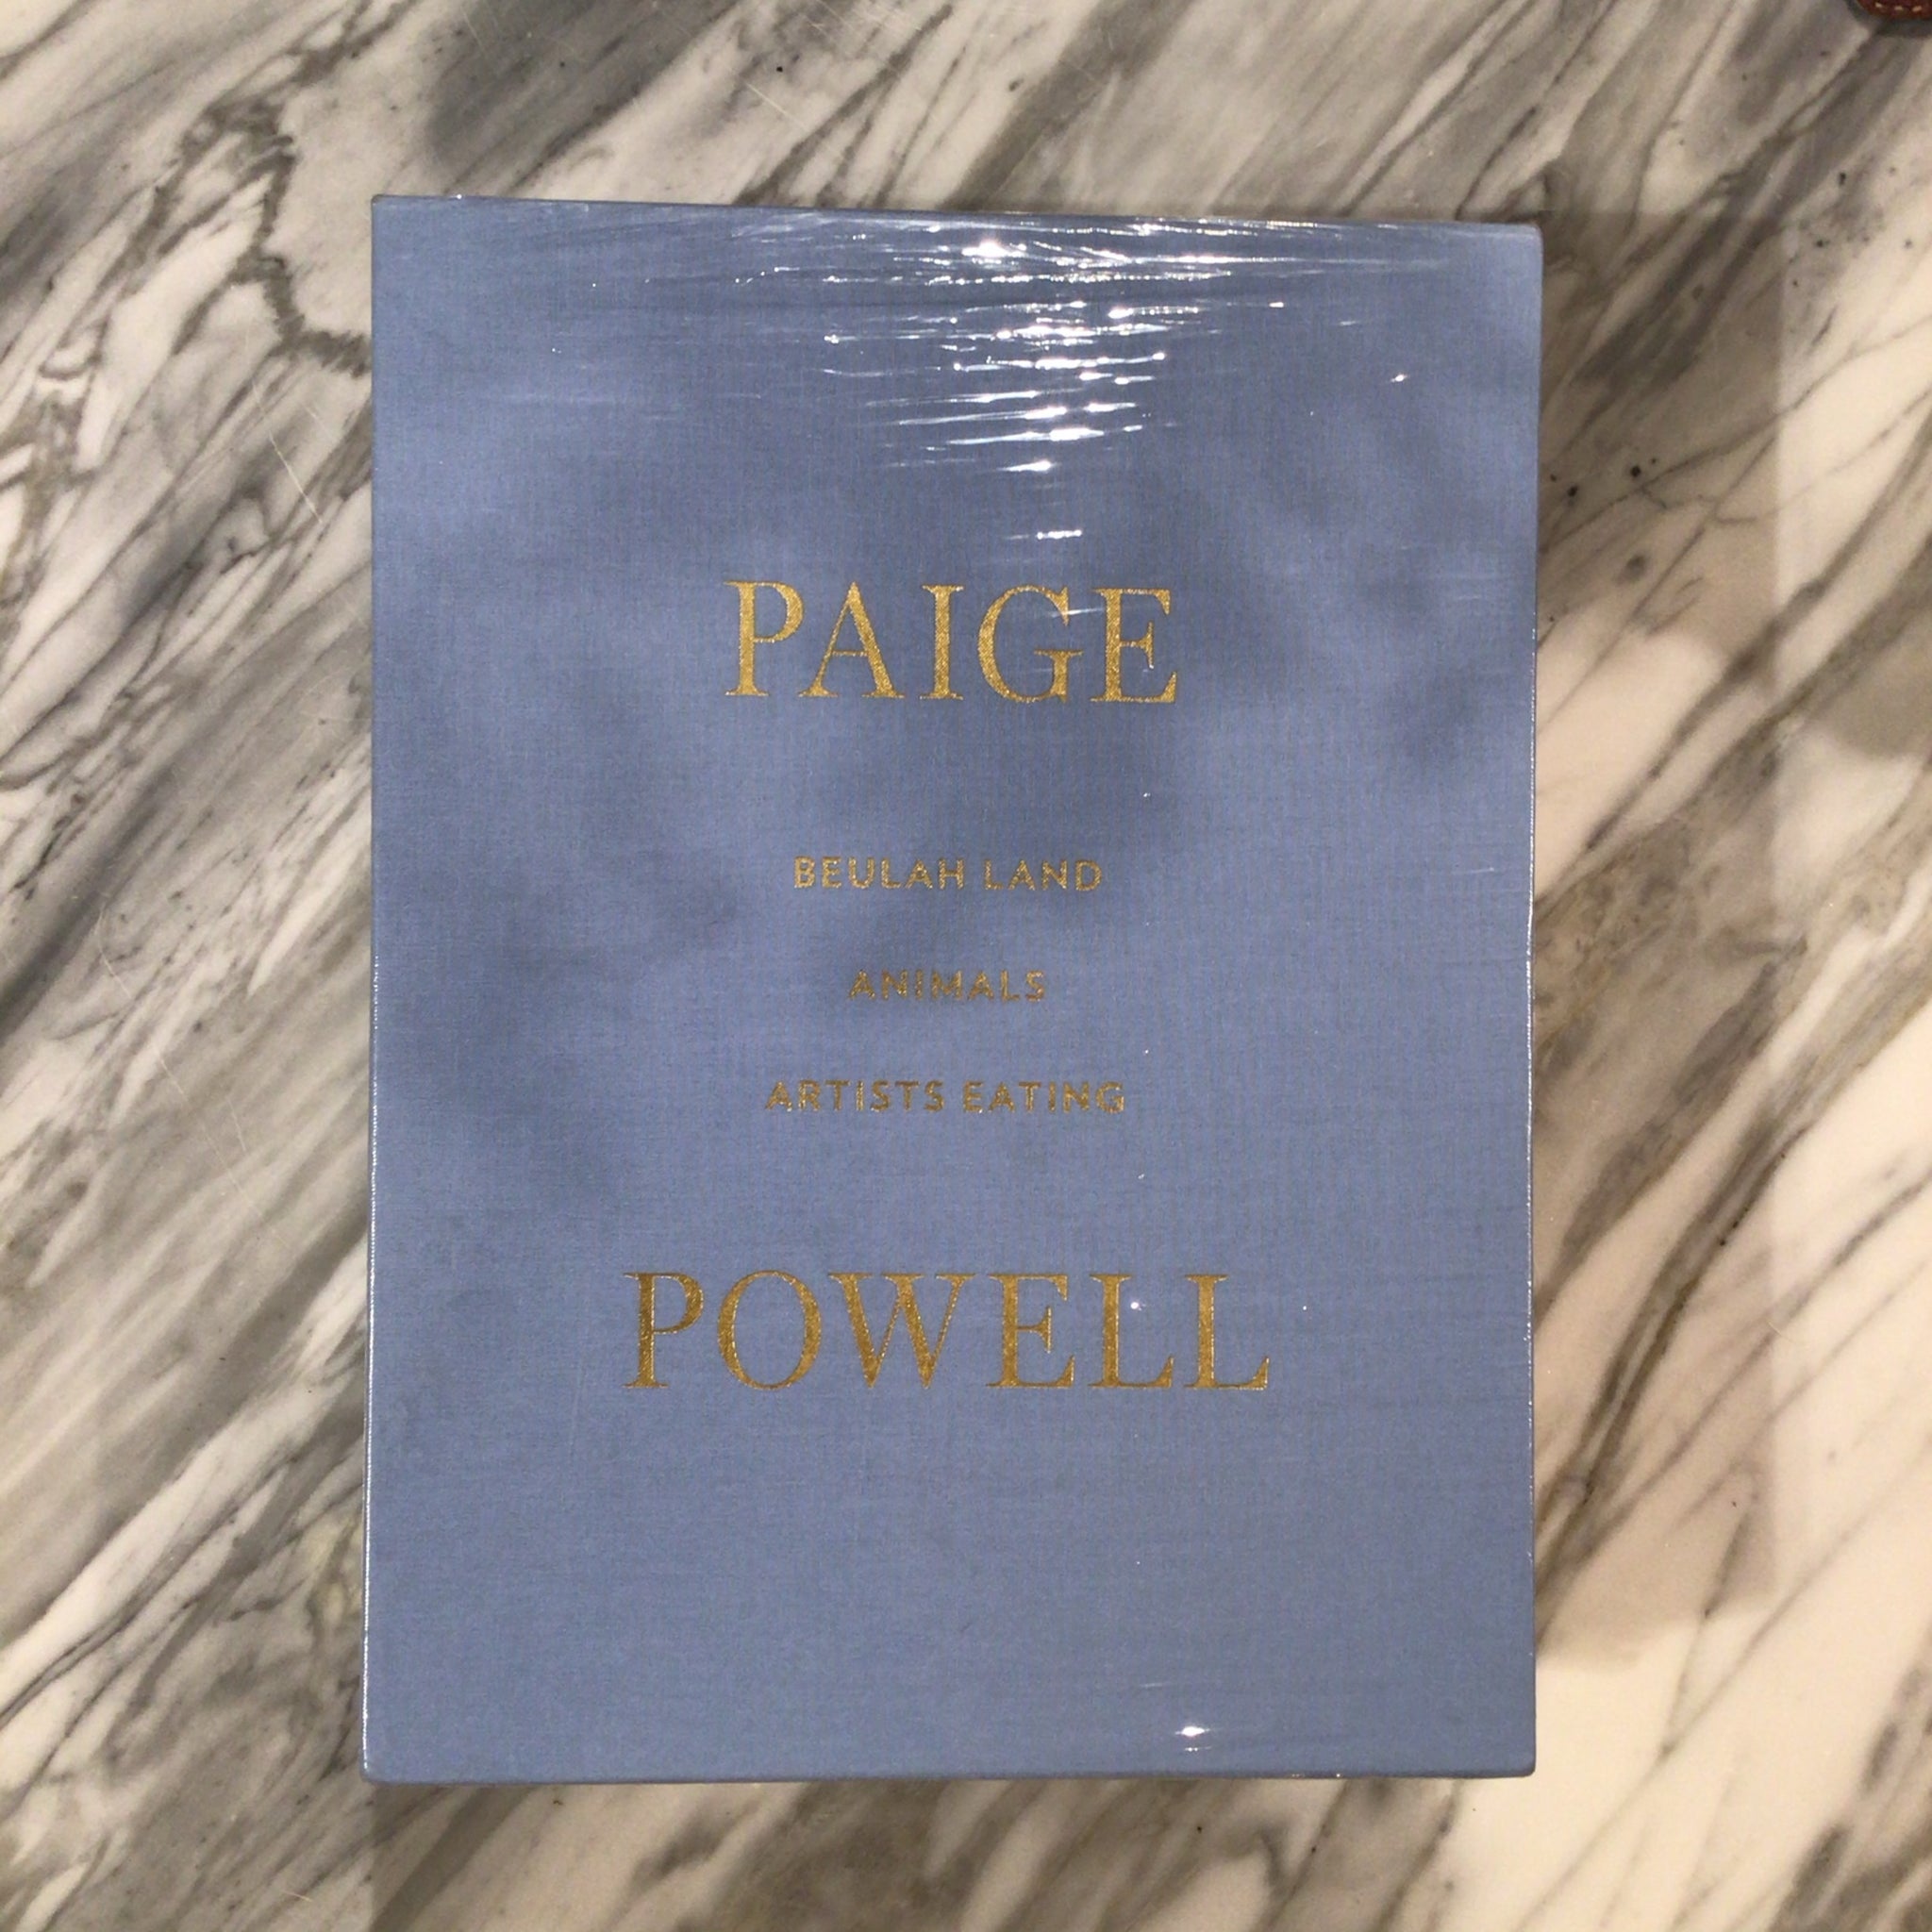 PAIGE
BEULAH LAND
ANIMALS
ARTISTS EATING
POWELL